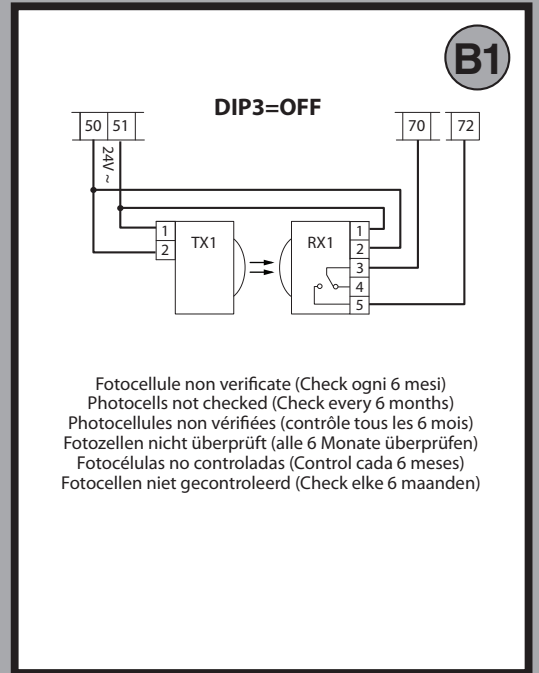 B1
DIP3=OFF
50 51
70 72
24V ~
1
2
TX1
RX1
1
2
3
4
5
Fotocellule non verificate (Check ogni 6 mesi)
Photocells not checked (Check every 6 months)
Photocellules non vérifiées (contrôle tous les 6 mois)
Fotozellen nicht überprüft (alle 6 Monate überprüfen)
Fotocélulas no controladas (Control cada 6 meses)
Fotocellen niet gecontroleerd (Check elke 6 maanden)